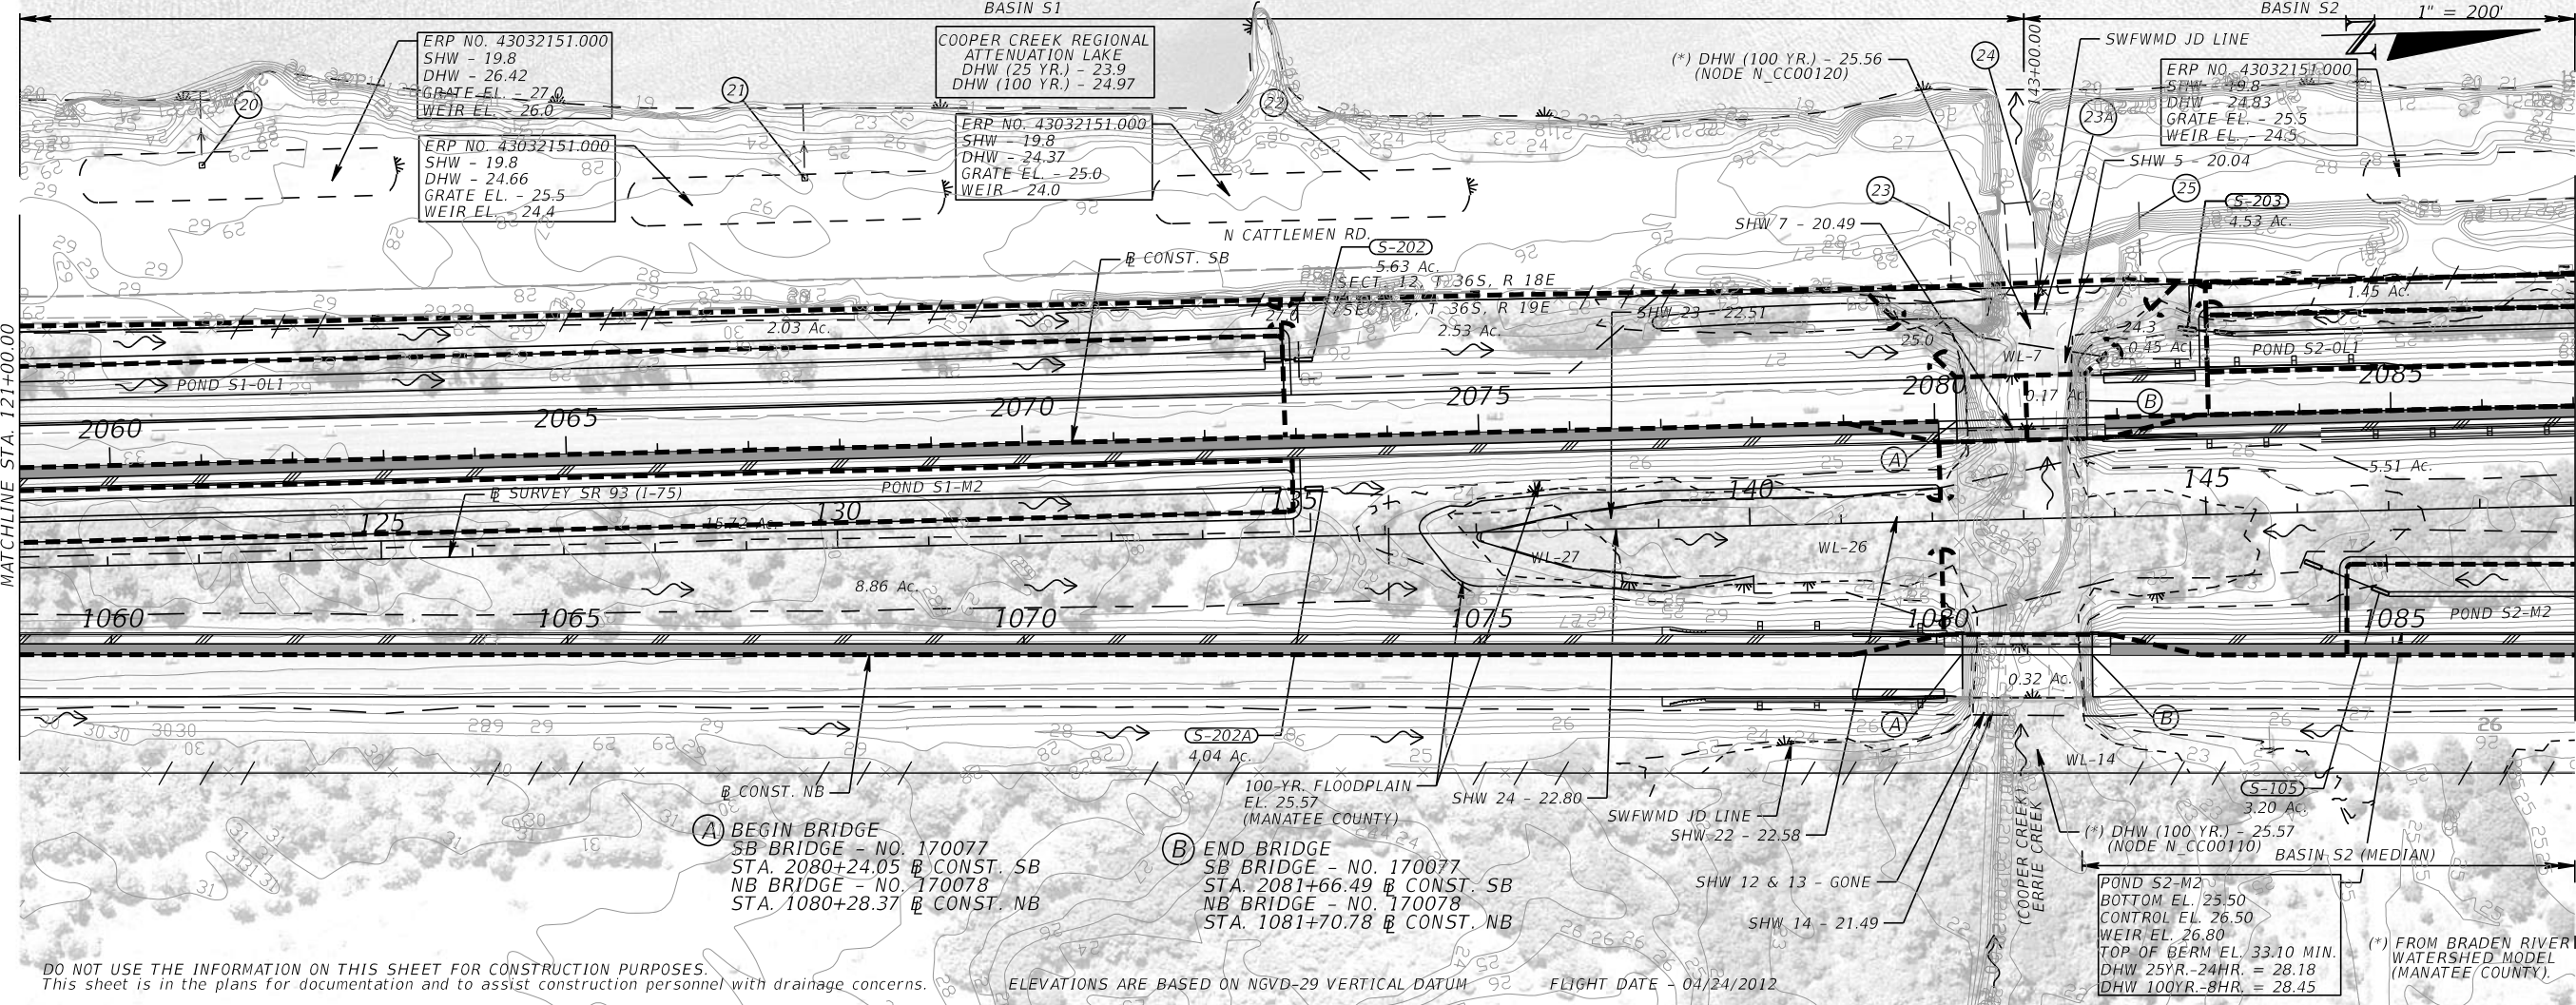 BASIN S1
BASIN S2
1" = 200'
ERP NO. 43032151.000
SHW - 19.8
DHW - 26.42
GRATE EL. - 27.0
WEIR EL. - 26.0
COOPER CREEK REGIONAL
ATTENUATION LAKE
DHW (25 YR.) - 23.9
DHW (100 YR.) - 24.97
(*) DHW (100 YR.) - 25.56
(NODE N_CC00120)
24
143+00.00
SWFWMD JD LINE
ERP NO. 43032151.000
SHW - 19.8
DHW - 24.83
GRATE EL. - 25.5
WEIR EL. - 24.5
20
21
22
23A
ERP NO. 43032151.000
SHW - 19.8
DHW - 24.66
GRATE EL. - 25.5
WEIR EL. - 24.4
ERP NO. 43032151.000
SHW - 19.8
DHW - 24.37
GRATE EL. - 25.0
WEIR - 24.0
SHW 5 - 20.04
23
25
S-203
4.53 Ac.
SHW 7 - 20.49
N CATTLEMEN RD.
S-202
5.63 Ac.
B CONST. SB
SECT. 12, T 36S, R 18E
SECT. 7, T 36S, R 19E
SHW 23 - 22.51
1.45 Ac.
27.0
2.03 Ac.
2.53 Ac.
24.3
0.45 Ac.
25.0
WL-7
POND S2-OL1
POND S1-OL1
MATCHLINE STA. 121+00.00
2060
2065
2070
2075
2080
2085
0.17 Ac.
B
A
5.51 Ac.
B SURVEY SR 93 (I-75)
POND S1-M2
125
130
135
140
145
15.72 Ac.
WL-27
WL-26
8.86 Ac.
1060
1065
1070
1075
1080
1085
POND S2-M2
0.32 Ac.
A
B
S-202A
4.04 Ac.
WL-14
B CONST. NB
100-YR. FLOODPLAIN
EL. 25.57
(MANATEE COUNTY)
SHW 24 - 22.80
SWFWMD JD LINE
SHW 22 - 22.58
S-105
3.20 Ac.
(*) DHW (100 YR.) - 25.57
(NODE N_CC00110)
BASIN S2 (MEDIAN)
(COOPER CREEK)
ERRIE CREEK
A BEGIN BRIDGE
SB BRIDGE - NO. 170077
STA. 2080+24.05 B CONST. SB
NB BRIDGE - NO. 170078
STA. 1080+28.37 B CONST. NB
B END BRIDGE
SB BRIDGE - NO. 170077
STA. 2081+66.49 B CONST. SB
NB BRIDGE - NO. 170078
STA. 1081+70.78 B CONST. NB
SHW 12 & 13 - GONE
SHW 14 - 21.49
POND S2-M2
BOTTOM EL. 25.50
CONTROL EL. 26.50
WEIR EL. 26.80
TOP OF BERM EL. 33.10 MIN.
DHW 25YR.-24HR. = 28.18
DHW 100YR.-8HR. = 28.45
(*) FROM BRADEN RIVER
WATERSHED MODEL
(MANATEE COUNTY).
DO NOT USE THE INFORMATION ON THIS SHEET FOR CONSTRUCTION PURPOSES.
This sheet is in the plans for documentation and to assist construction personnel with drainage concerns.
ELEVATIONS ARE BASED ON NGVD-29 VERTICAL DATUM
FLIGHT DATE - 04/24/2012